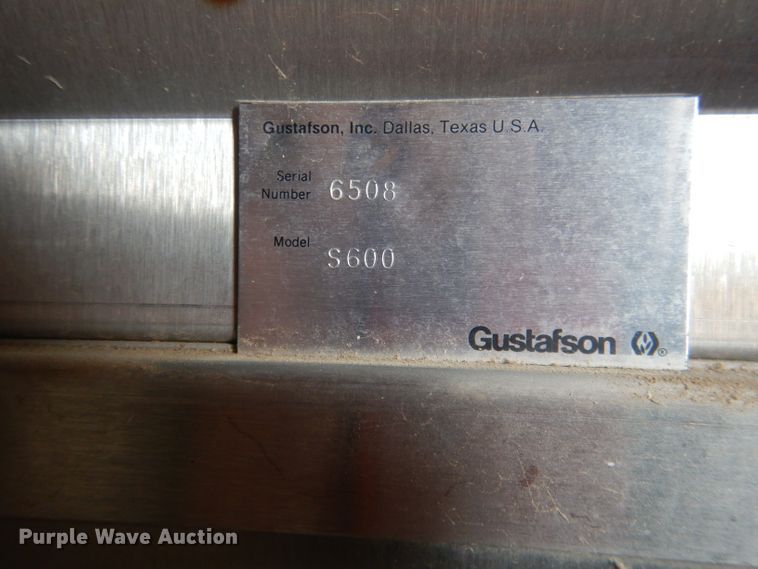 Gustafson, Inc. Dallas, Texas U.S.A.
Serial
Number 6508
Model S600
Gustafson ®
Purple Wave Auction